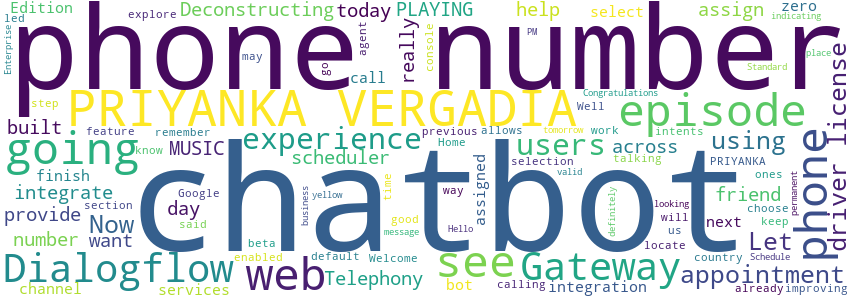 Edition led explore Deconstructing today PLAYING help select assign zero indicating
Enterprise phone number may go agent really console PM call Standard place
step PRIYANKA VERGADIA Congratulations Well episode
built feature remember experience previous allows tomorrow work intents users across using driver license
going know MUSIC scheduler Home selection talking PRIYANKA phone
finish integrate section Google chatbot yellow business time way assigned valid definitely friend ones choose keep permanent
provide Now day said good message Hello looking will us next Let
number want beta enabled default Welcome see calling locate country appointment
Dialogflow web Telephony bot Gateway integration Schedule
channel services already improving